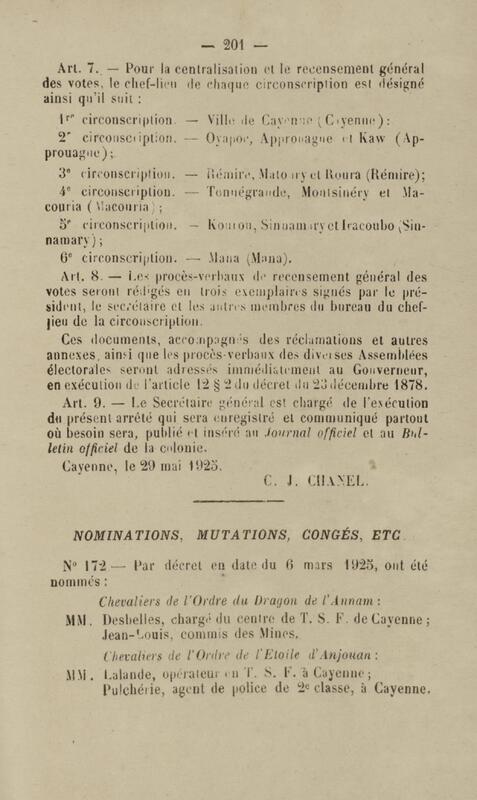 — 201 —
Art. 7. — Pour la centralisation et le recensement général
des votes, le chef-lieu de chaque circonscription est désigné
ainsi qu'il suit :
1re circonscription. — Ville de Cayenne (Cayenne) :
2e circonscription. — Oyapoc, Approuague et Kaw (Ap-
prouague) ;
3e circonscription. — Rémire, Matoury et Roura (Rémire);
4e circonscription. — Tonnégrande, Montsinéry et Ma-
couria (Macouria) ;
5e circonscription. — Kourou, Sinnamary et Iracoubo (Sin-
namary) ;
6e circonscription. — Mana (Mana).
Art. 8. — Les procès-verbaux de recensement général des
votes seront rédigés en trois exemplaires signés par le pré-
sident, le secrétaire et les autres membres du bureau du chef-
lieu de la circonscription.
Ces documents, accompagnés des réclamations et autres
annexes, ainsi que les procès-verbaux des diverses Assemblées
électorales seront adressés immédiatement au Gouverneur,
en exécution de l'article 12 § 2 du décret du 23 décembre 1878.
Art. 9. — Le Secrétaire général est chargé de l'exécution
du présent arrêté qui sera enregistré et communiqué partout
où besoin sera, publié et inséré au Journal officiel et au Bul-
letin officiel de la colonie.
Cayenne, le 29 mai 1925.
C. J. CHANEL.
NOMINATIONS, MUTATIONS, CONGÉS, ETC
N° 172 — Par décret en date du 6 mars 1925, ont été
nommés :
Chevaliers de l'Ordre du Dragon de l'Annam :
MM. Desbelles, chargé du centre de T. S. F. de Cayenne ;
Jean-Louis, commis des Mines.
Chevaliers de l'Ordre de l'Etoile d'Anjouan :
MM. Lalande, opérateur en T. S. F. à Cayenne ;
Pulchérie, agent de police de 2e classe, à Cayenne.